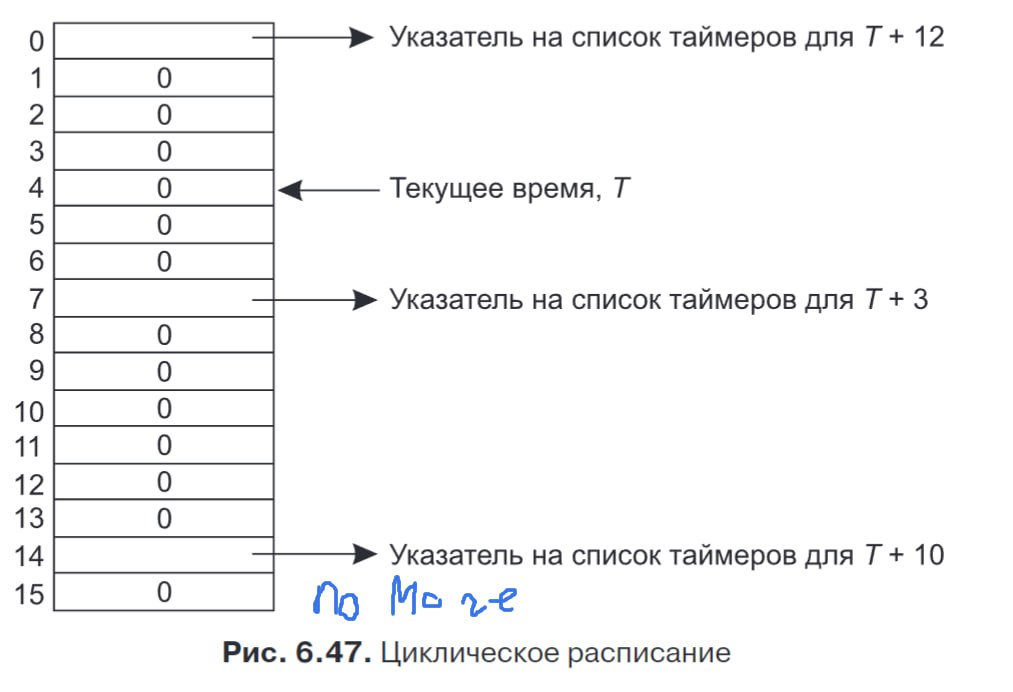 0 Указатель на список таймеров для T + 12
1 0
2 0
3 0
4 0 Текущее время, T
5 0
6 0
7 Указатель на список таймеров для T + 3
8 0
9 0
10 0
11 0
12 0
13 0
14 Указатель на список таймеров для T + 10
15 0 по
Рис. 6.47. Циклическое расписание